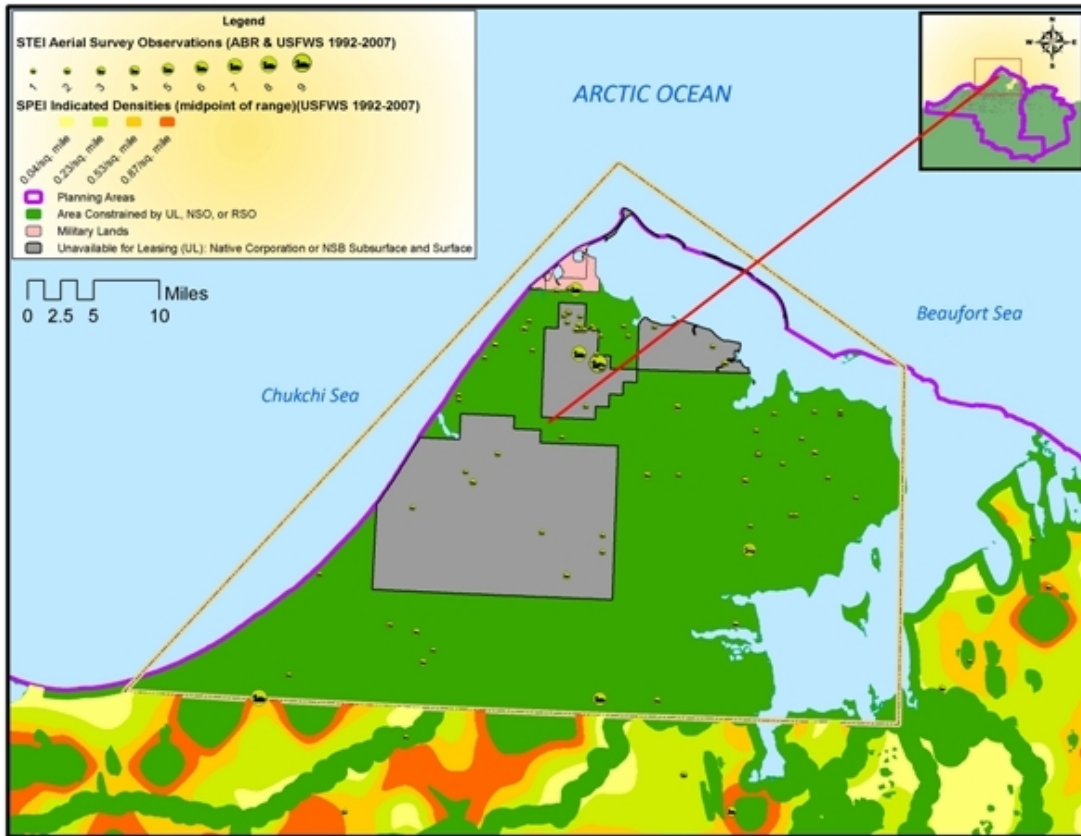 Legend
STEI Aerial Survey Observations (ABR & USFWS 1992-2007)
1 2 3 4 5 6 7 8 9
SPEI Indicated Densities (midpoint of range)(USFWS 1992-2007)
0.04/sq. mile 0.23/sq. mile 0.53/sq. mile 0.87/sq. mile
Planning Areas
Area Constrained by UL, NSO, or RSO
Military Lands
Unavailable for Leasing (UL): Native Corporation or NSB Subsurface and Surface
Miles
0 2.5 5 10
ARCTIC OCEAN
N
W E
S
Beaufort Sea
Chukchi Sea